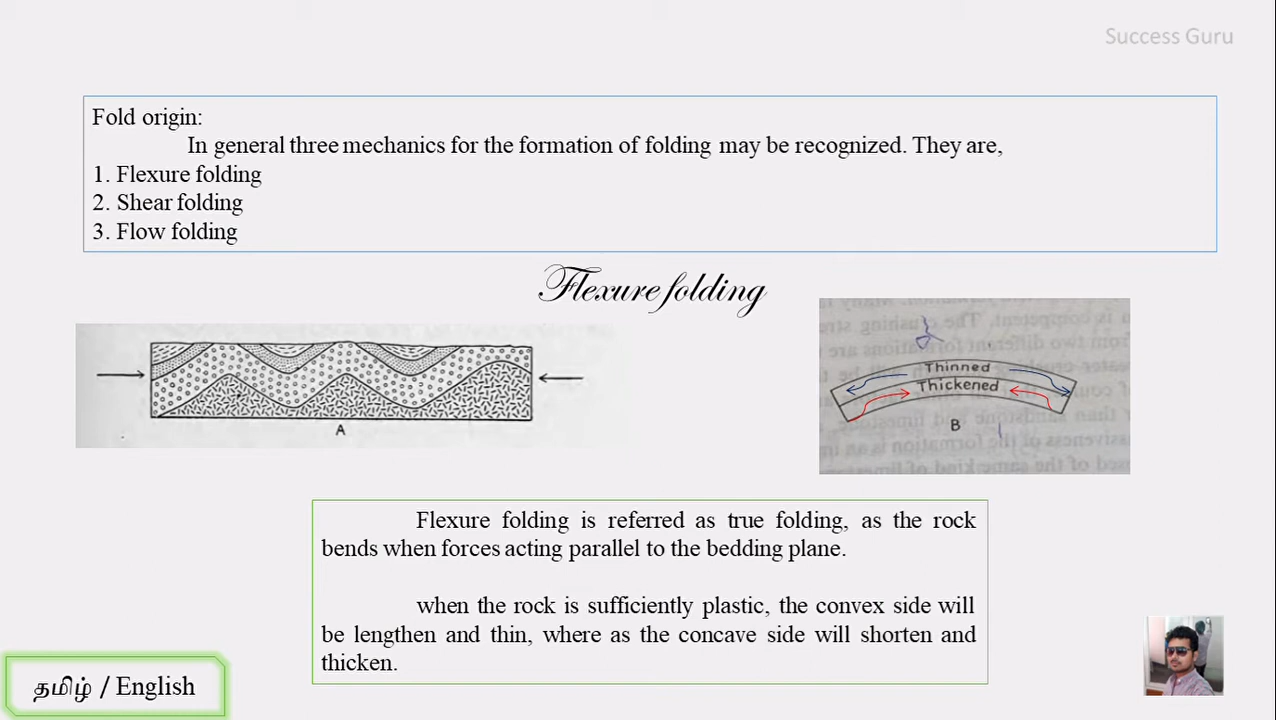 Success Guru
Fold origin:
In general three mechanics for the formation of folding may be recognized. They are,
1. Flexure folding
2. Shear folding
3. Flow folding
Flexure folding
A
Thinned
Thickened
B
Flexure folding is referred as true folding, as the rock
bends when forces acting parallel to the bedding plane.
when the rock is sufficiently plastic, the convex side will
be lengthen and thin, where as the concave side will shorten and
thicken.
தமிழ் / English